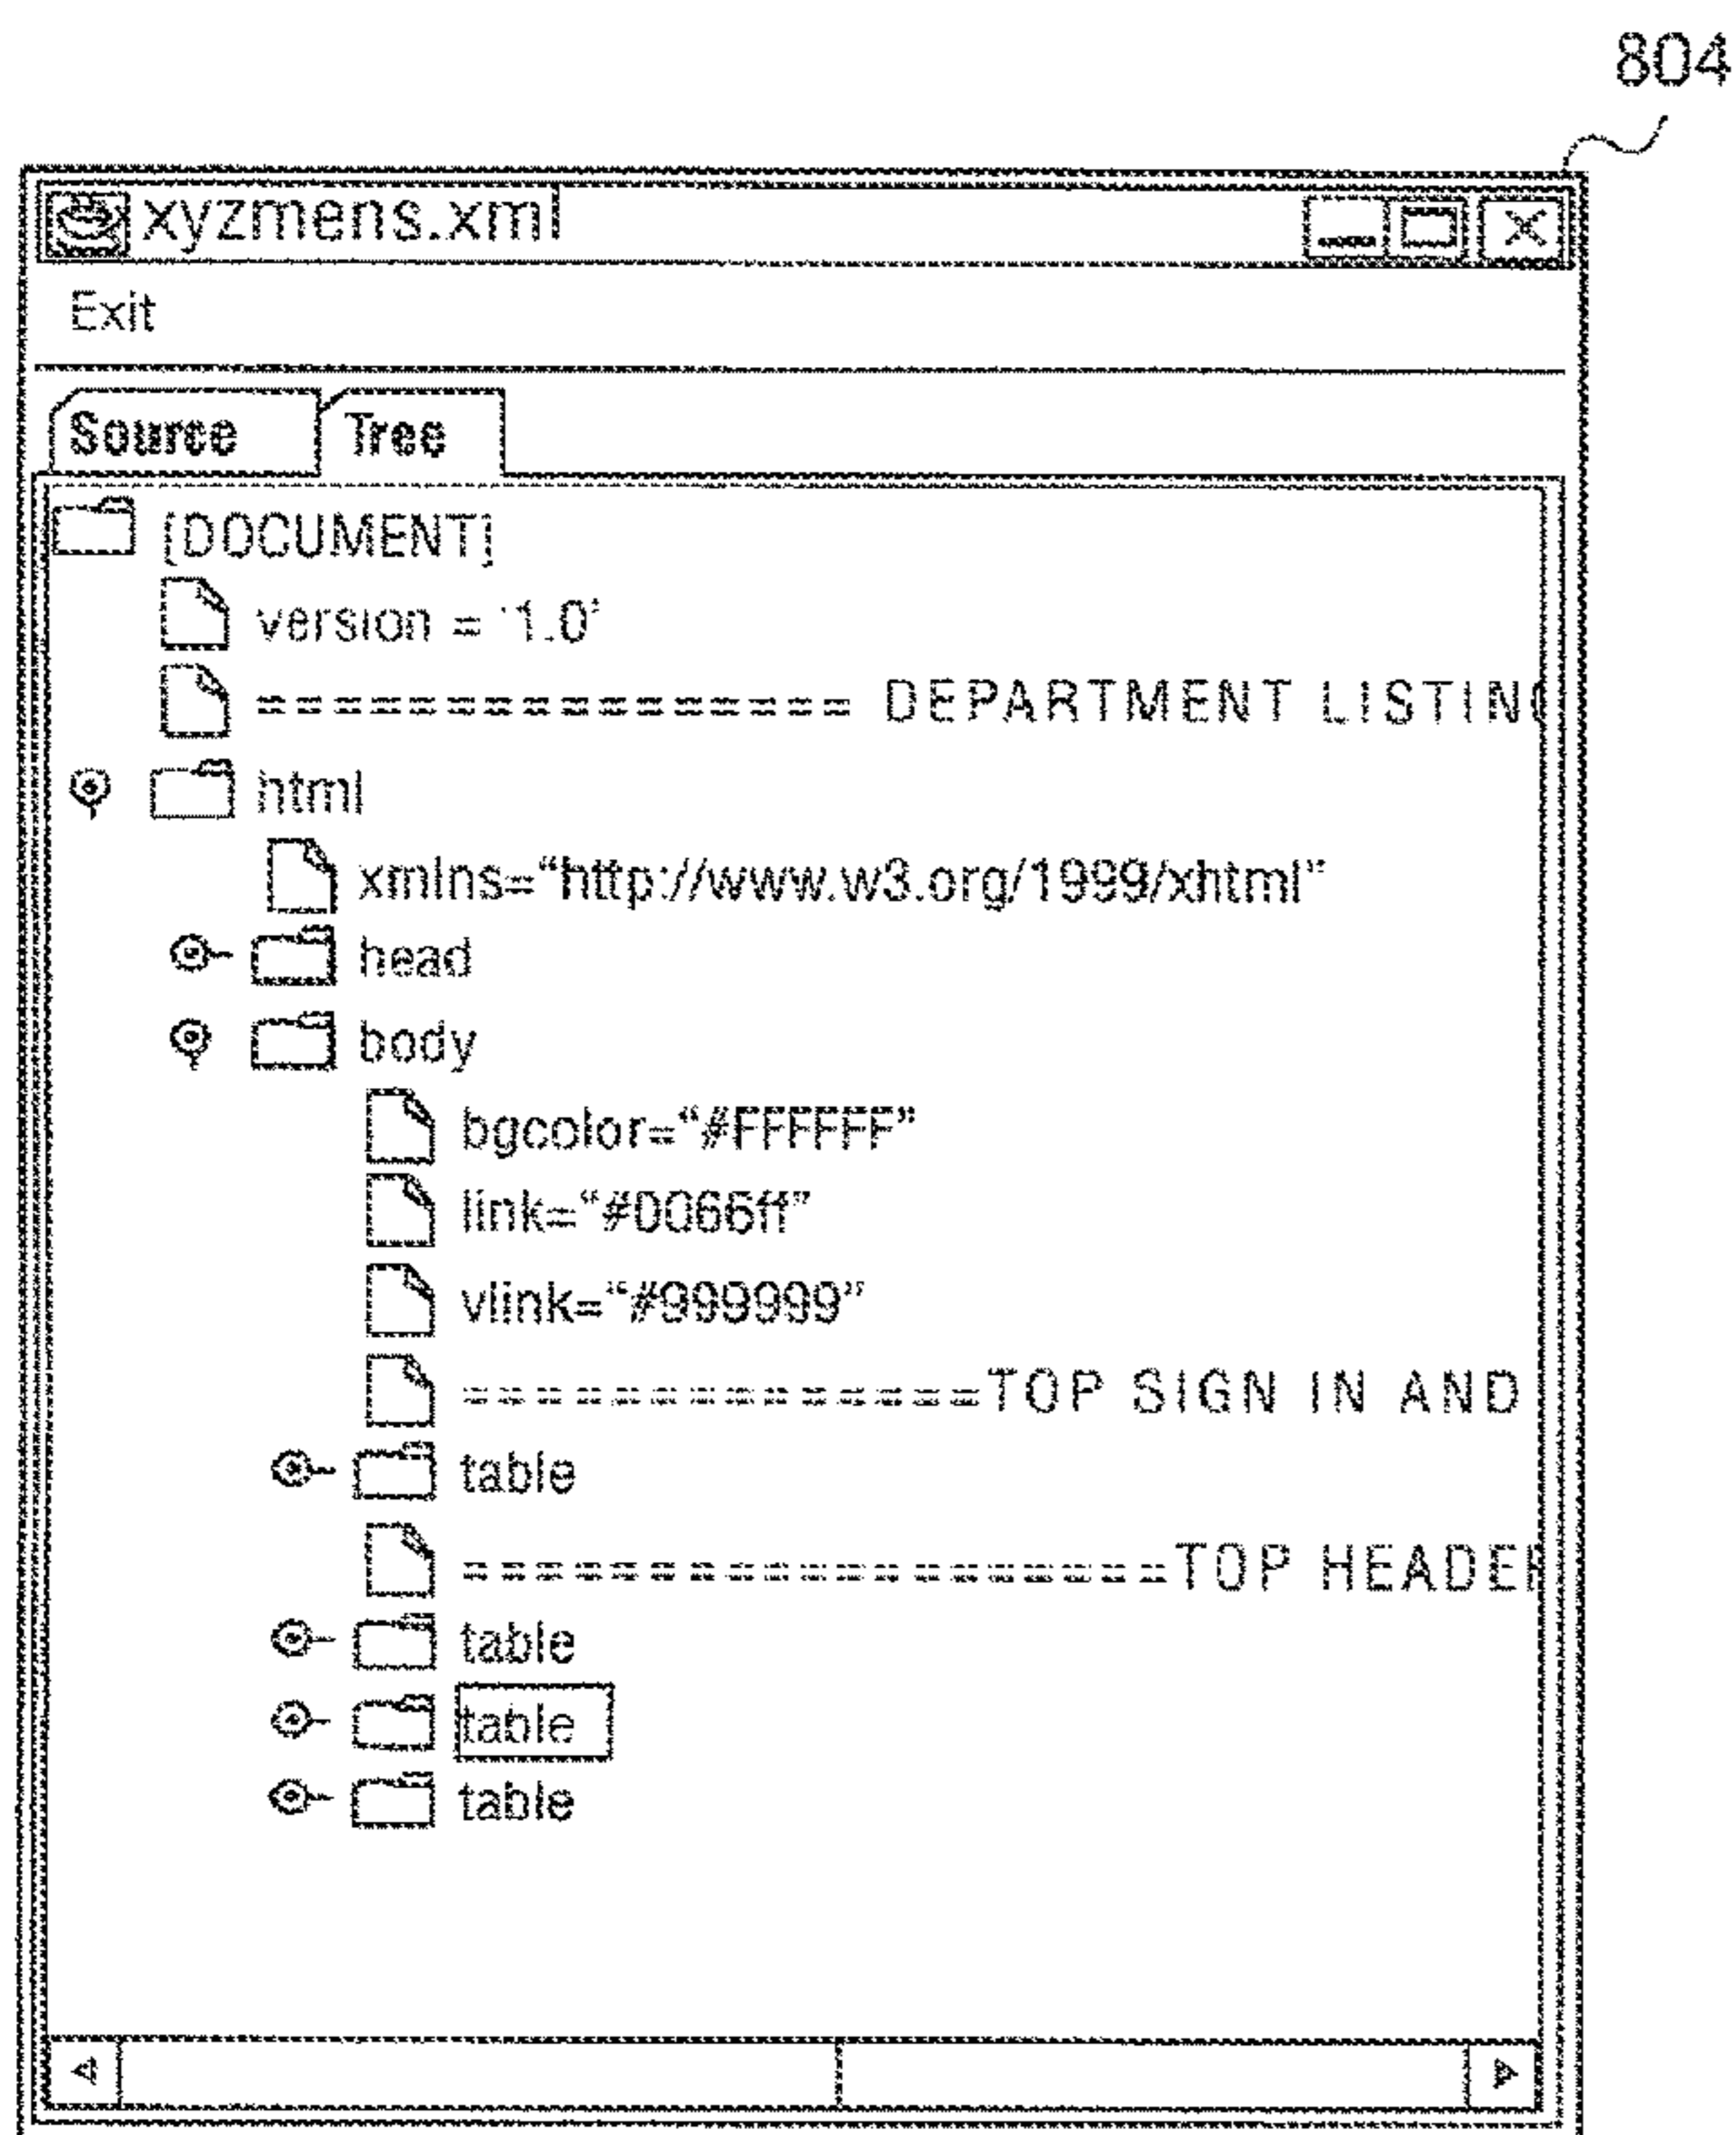 804
xyzmens.xml
Exit
Source Tree
[DOCUMENT]
version = '1.0'
================ DEPARTMENT LISTING
html
xmlns="http://www.w3.org/1999/xhtml"
head
body
bgcolor="#FFFFFF"
link="#0066ff"
vlink="#999999"
==============TOP SIGN IN AND
table
===================TOP HEADER
table
table
table